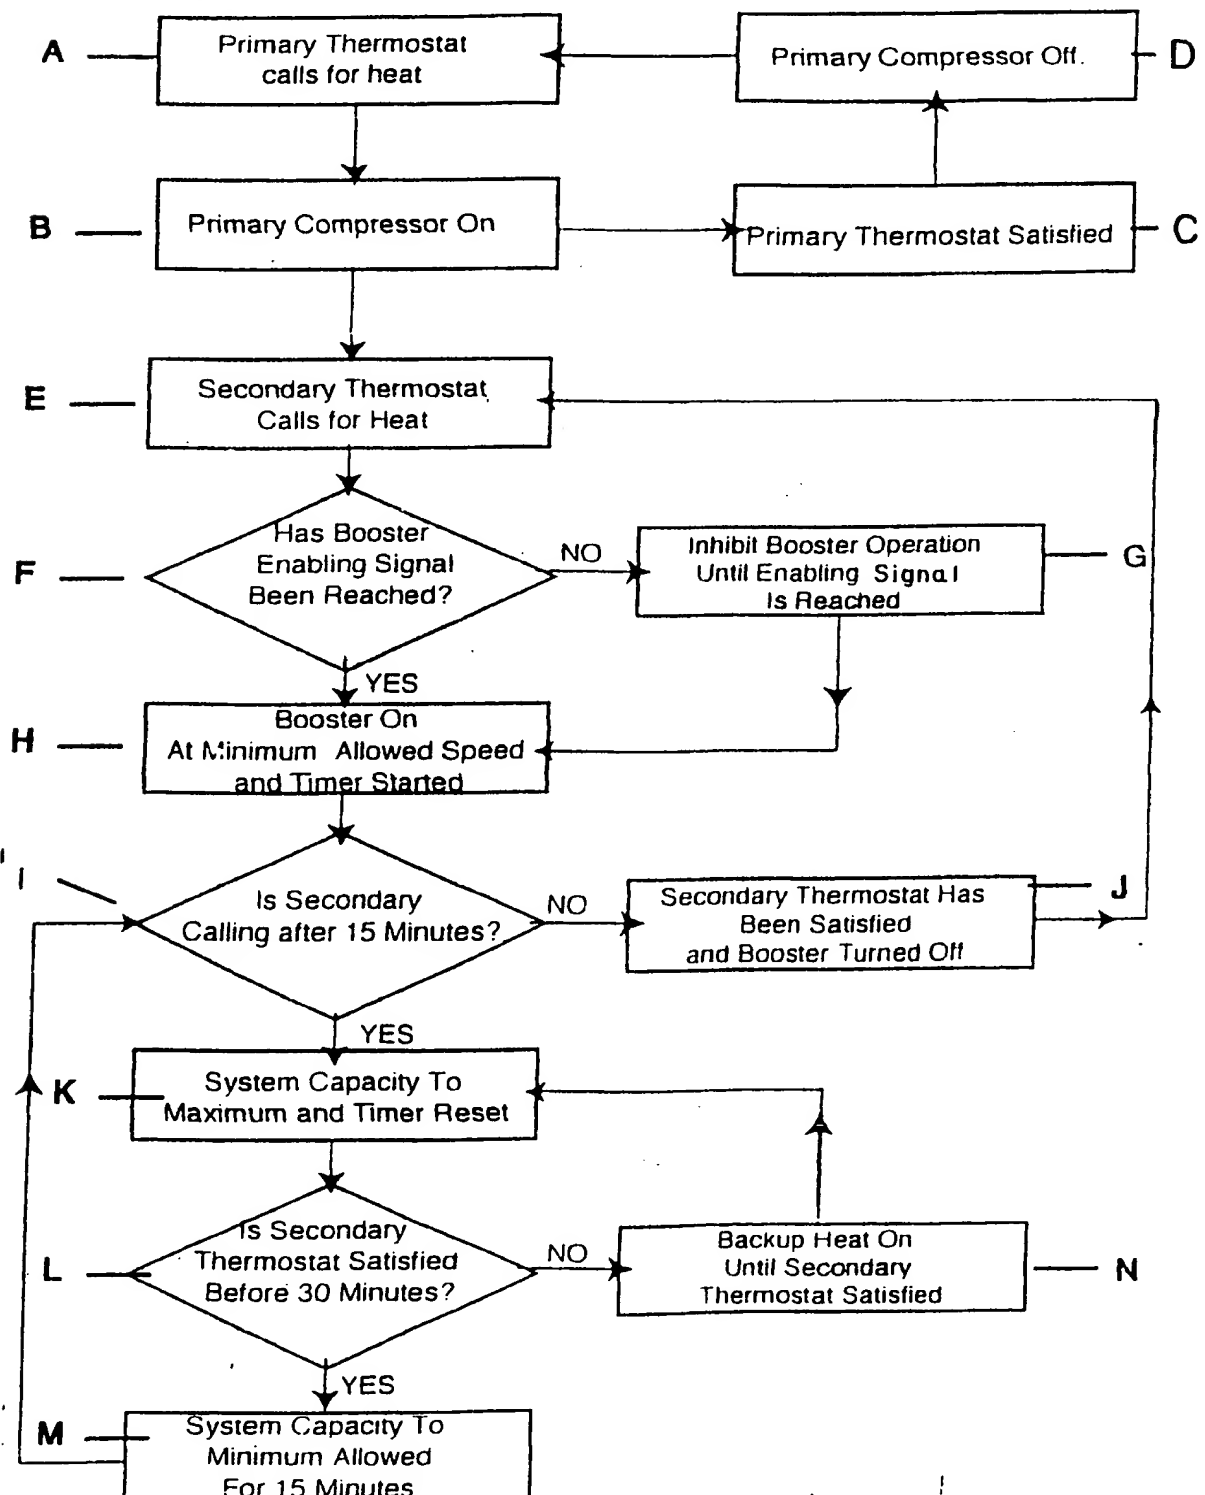 A
Primary Thermostat
calls for heat
Primary Compressor Off.
D
B
Primary Compressor On
Primary Thermostat Satisfied
C
E
Secondary Thermostat
Calls for Heat
F
Has Booster
Enabling Signal
Been Reached?
NO
Inhibit Booster Operation
Until Enabling Signal
Is Reached
G
YES
H
Booster On
At Minimum Allowed Speed
and Timer Started
I
Is Secondary
Calling after 15 Minutes?
NO
Secondary Thermostat Has
Been Satisfied
and Booster Turned Off
J
YES
K
System Capacity To
Maximum and Timer Reset
L
Is Secondary
Thermostat Satisfied
Before 30 Minutes?
NO
Backup Heat On
Until Secondary
Thermostat Satisfied
N
YES
M
System Capacity To
Minimum Allowed
For 15 Minutes